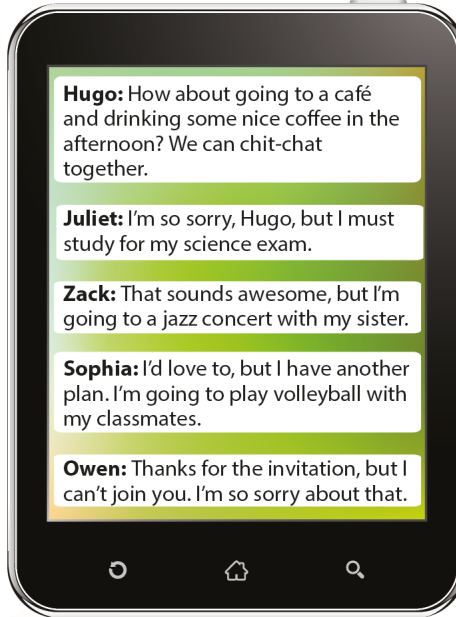 Hugo: How about going to a café
and drinking some nice coffee in the
afternoon? We can chit-chat
together.
Juliet: I'm so sorry, Hugo, but I must
study for my science exam.
Zack: That sounds awesome, but I'm
going to a jazz concert with my sister.
Sophia: I'd love to, but I have another
plan. I'm going to play volleyball with
my classmates.
Owen: Thanks for the invitation, but I
can't join you. I'm so sorry about that.